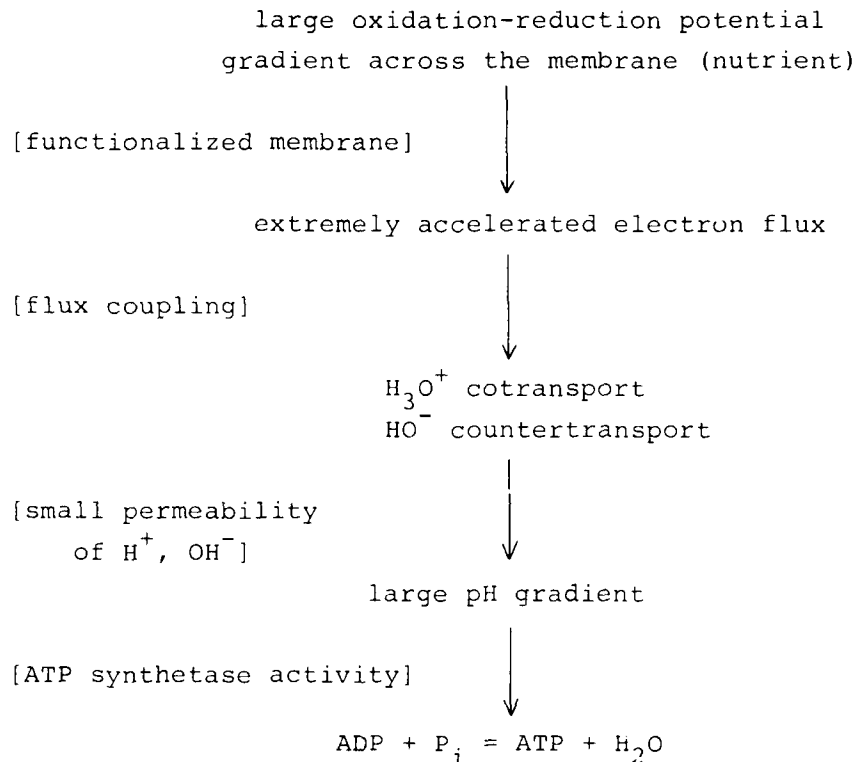 large oxidation-reduction potential
gradient across the membrane (nutrient)
[functionalized membrane]
extremely accelerated electron flux
[flux coupling]
H₃O⁺ cotransport
HO⁻ countertransport
[small permeability
of H⁺, OH⁻]
large pH gradient
[ATP synthetase activity]
ADP + Pᵢ = ATP + H₂O